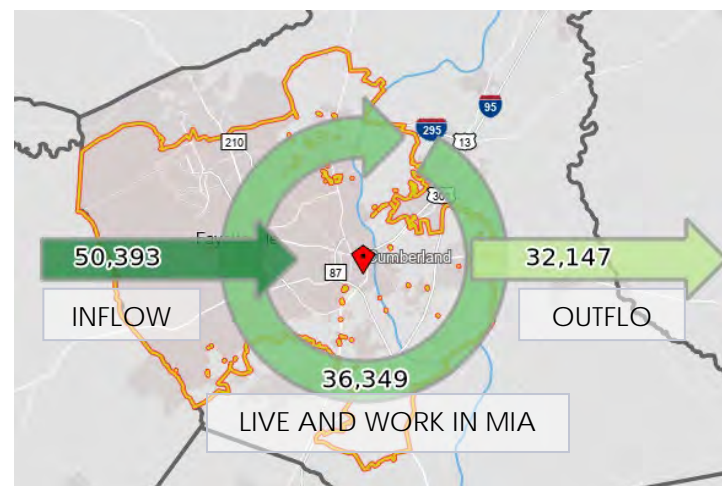 95
295
13
210
30
50,393
Cumberland
32,147
87
INFLOW
OUTFLO
36,349
LIVE AND WORK IN MIA